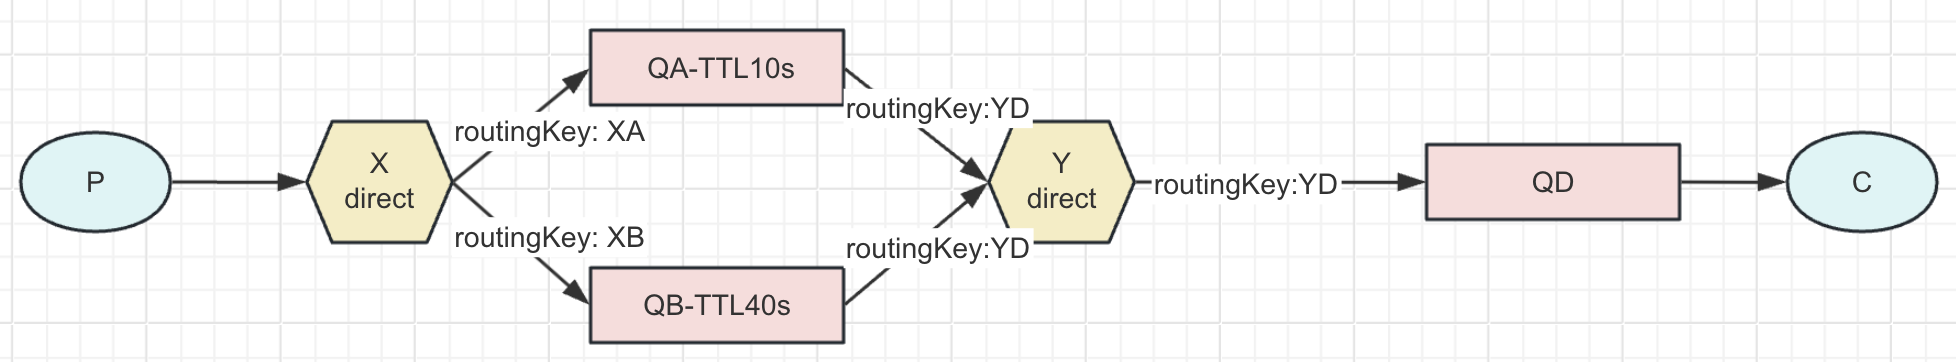 P
X
direct
routingKey: XA
routingKey: XB
QA-TTL10s
QB-TTL40s
routingKey:YD
routingKey:YD
Y
direct
routingKey:YD
QD
C